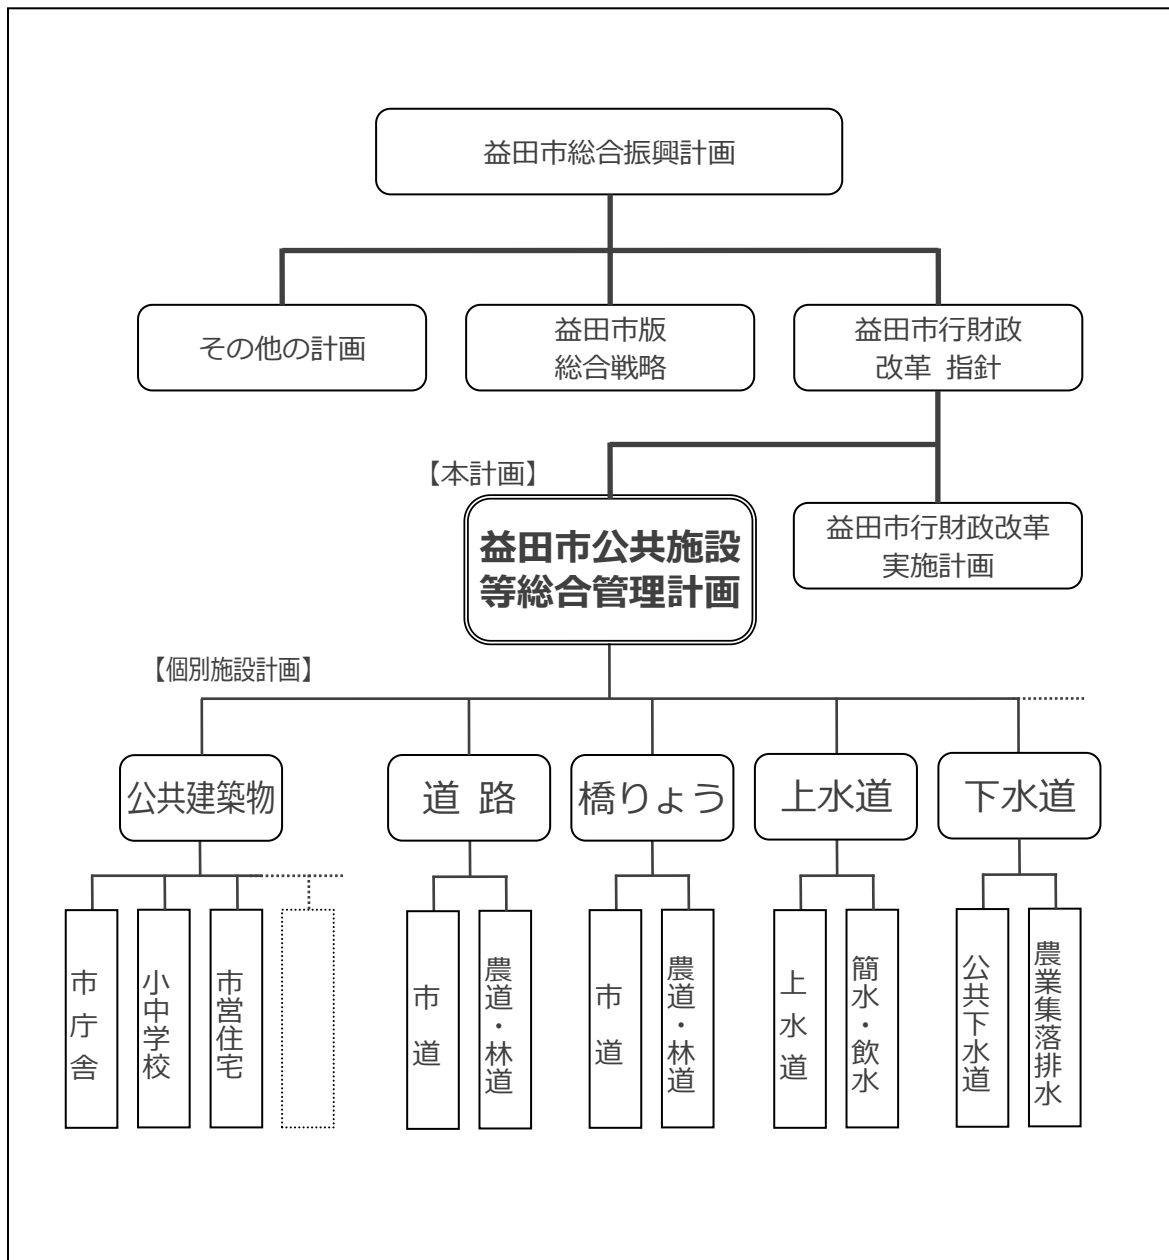 益田市総合振興計画
その他の計画
益田市版
総合戦略
益田市行財政
改革 指針
【本計画】
益田市公共施設
等総合管理計画
益田市行財政改革
実施計画
【個別施設計画】
公共建築物
道 路
橋りょう
上水道
下水道
市庁舎
小中学校
市営住宅
市道
農道・林道
市道
農道・林道
上水道
簡水・飲水
公共下水道
農業集落排水